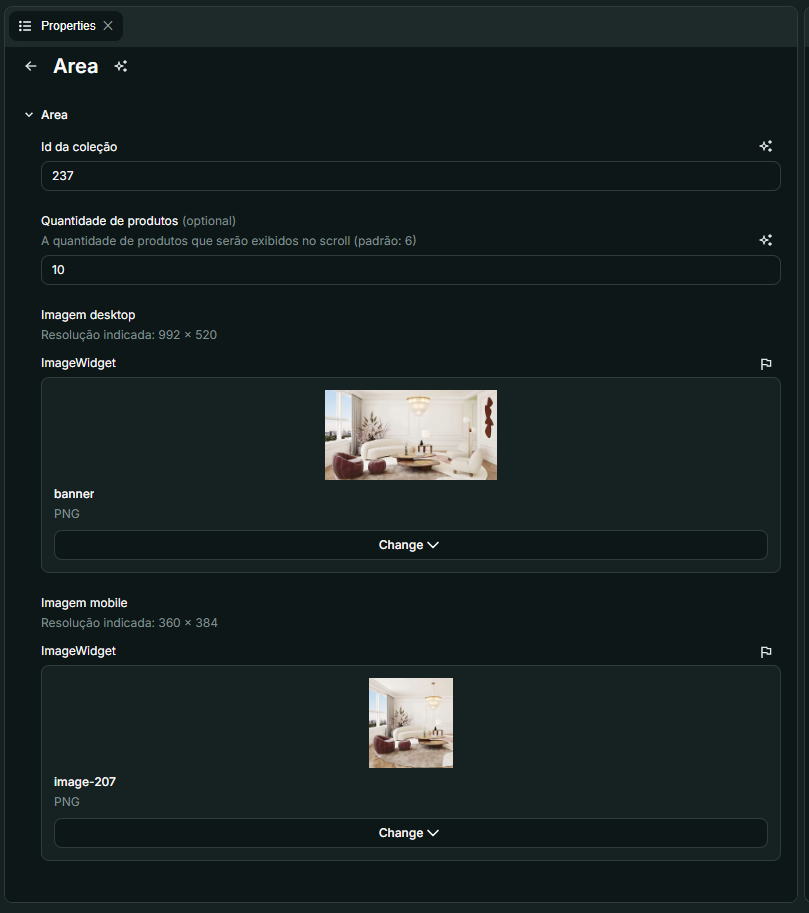 Properties
Area
Area
Id da coleção
237
Quantidade de produtos (optional)
A quantidade de produtos que serão exibidos no scroll (padrão: 6)
10
Imagem desktop
Resolução indicada: 992 × 520
ImageWidget
banner
PNG
Change
Imagem mobile
Resolução indicada: 360 × 384
ImageWidget
image-207
PNG
Change